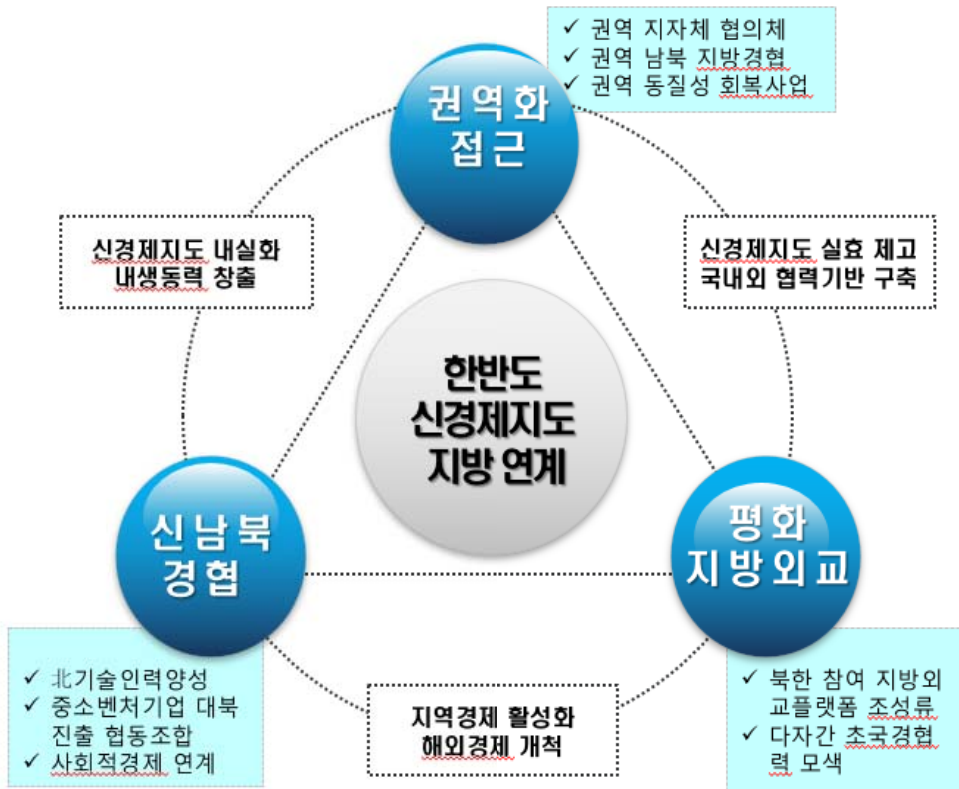 ✓ 권역 지자체 협의체
✓ 권역 남북 지방경협
✓ 권역 동질성 회복사업
권역화
접근
신경제지도 내실화
내생동력 창출
신경제지도 실효 제고
국내외 협력기반 구축
한반도
신경제지도
지방 연계
신남북
경협
평화
지방외교
✓ 北기술인력양성
✓ 중소벤처기업 대북
진출 협동조합
✓ 사회적경제 연계
지역경제 활성화
해외경제 개척
✓ 북한 참여 지방외
교플랫폼 조성류
✓ 다자간 초국경협
력 모색